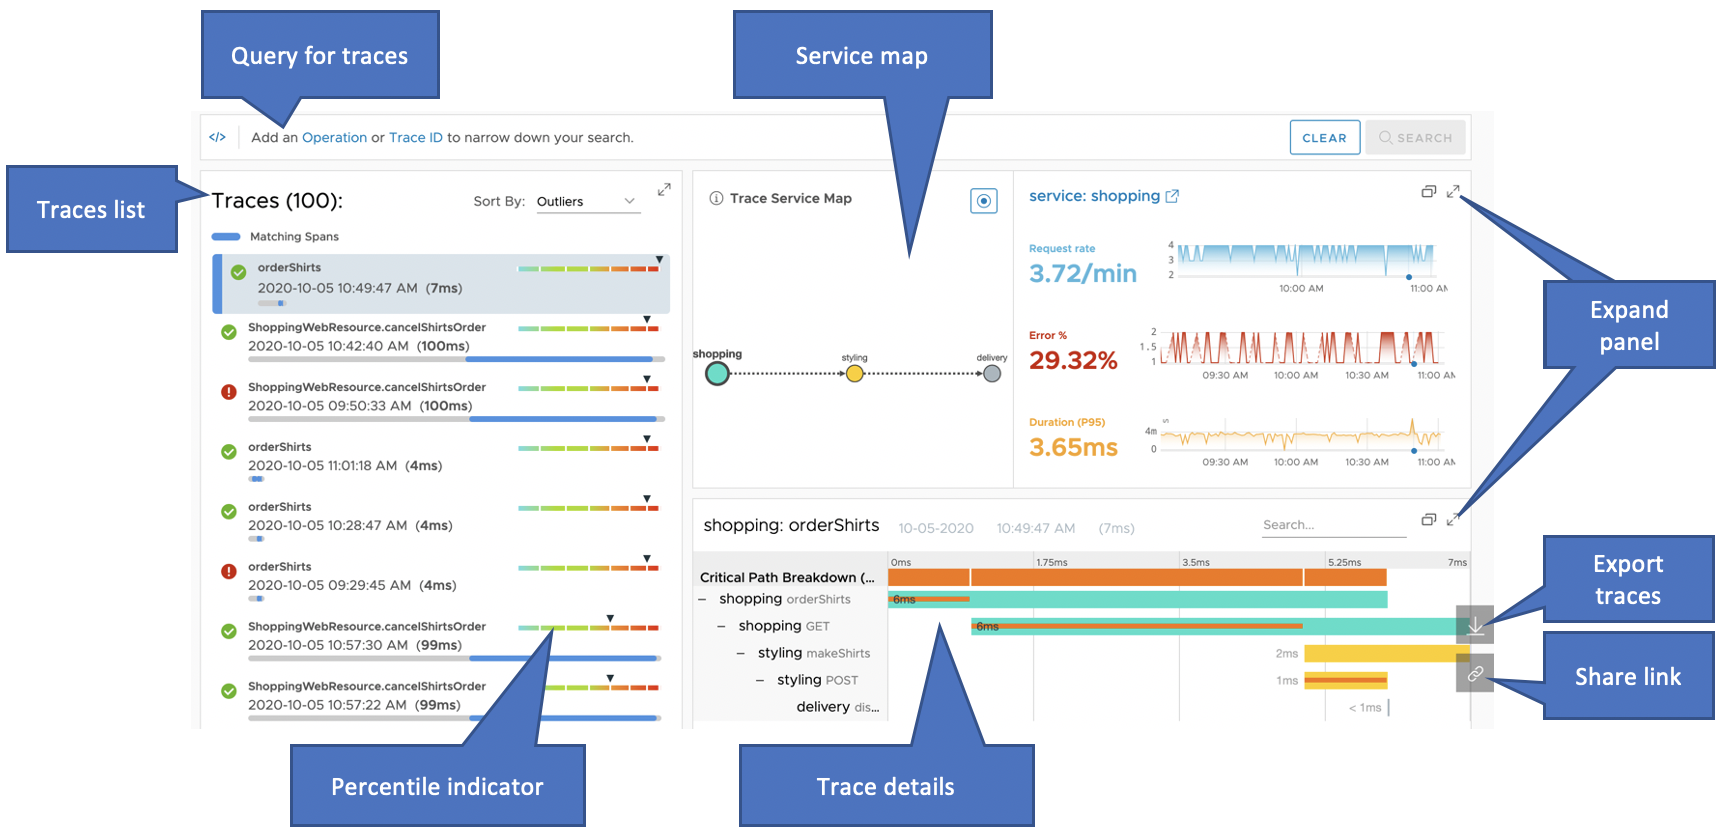 Query for traces
Service map
</> Add an Operation or Trace ID to narrow down your search.
CLEAR
SEARCH
Traces list
Traces (100):
Sort By: Outliers
Matching Spans
orderShirts
2020-10-05 10:49:47 AM (7ms)
ShoppingWebResource.cancelShirtsOrder
2020-10-05 10:42:40 AM (100ms)
ShoppingWebResource.cancelShirtsOrder
2020-10-05 09:50:33 AM (100ms)
orderShirts
2020-10-05 11:01:18 AM (4ms)
orderShirts
2020-10-05 10:28:47 AM (4ms)
orderShirts
2020-10-05 09:29:45 AM (4ms)
ShoppingWebResource.cancelShirtsOrder
2020-10-05 10:57:30 AM (99ms)
ShoppingWebResource.cancelShirtsOrder
2020-10-05 10:57:22 AM (99ms)
Percentile indicator
Trace Service Map
shopping
styling
delivery
service: shopping
Request rate
3.72/min
4
3
2
10:00 AM 11:00 AM
Error %
29.32%
2
1.5
1
09:30 AM 10:00 AM 10:30 AM 11:00 AM
Duration (P95)
3.65ms
4m
0
09:30 AM 10:00 AM 10:30 AM 11:00 AM
Expand
panel
shopping: orderShirts 10-05-2020 10:49:47 AM (7ms)
Search...
0ms 1.75ms 3.5ms 5.25ms 7ms
Critical Path Breakdown (...
shopping orderShirts 6ms
shopping GET 6ms
styling makeShirts 2ms
styling POST 1ms
delivery dis... < 1ms
Export
traces
Share link
Trace details